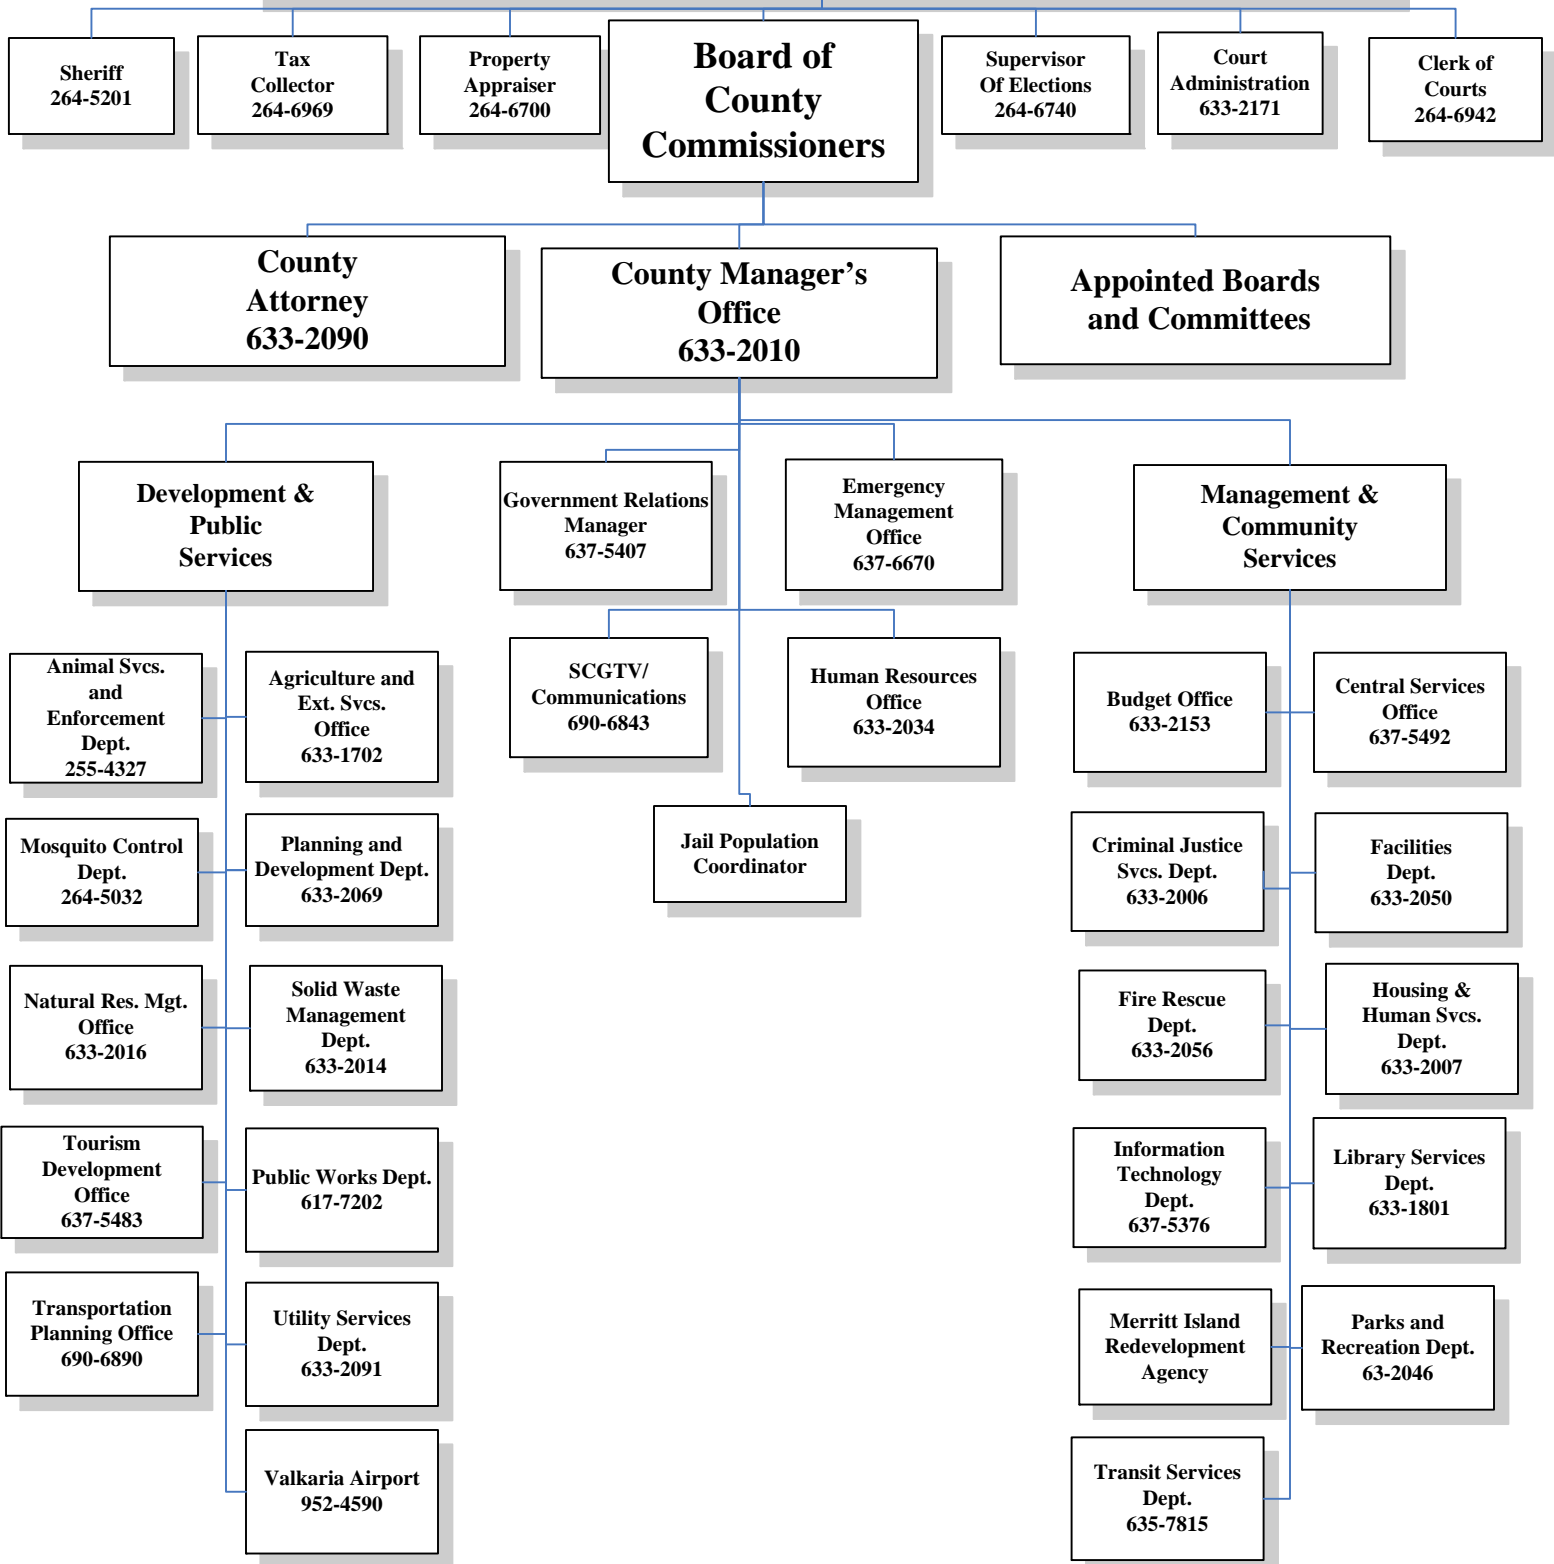 Sheriff
264-5201
Tax
Collector
264-6969
Property
Appraiser
264-6700
Board of
County
Commissioners
Supervisor
Of Elections
264-6740
Court
Administration
633-2171
Clerk of
Courts
264-6942
County
Attorney
633-2090
County Manager’s
Office
633-2010
Appointed Boards
and Committees
Development &
Public
Services
Government Relations
Manager
637-5407
Emergency
Management
Office
637-6670
Management &
Community
Services
Animal Svcs.
and
Enforcement
Dept.
255-4327
Agriculture and
Ext. Svcs.
Office
633-1702
SCGTV/
Communications
690-6843
Human Resources
Office
633-2034
Budget Office
633-2153
Central Services
Office
637-5492
Mosquito Control
Dept.
264-5032
Planning and
Development Dept.
633-2069
Jail Population
Coordinator
Criminal Justice
Svcs. Dept.
633-2006
Facilities
Dept.
633-2050
Natural Res. Mgt.
Office
633-2016
Solid Waste
Management
Dept.
633-2014
Fire Rescue
Dept.
633-2056
Housing &
Human Svcs.
Dept.
633-2007
Tourism
Development
Office
637-5483
Public Works Dept.
617-7202
Information
Technology
Dept.
637-5376
Library Services
Dept.
633-1801
Transportation
Planning Office
690-6890
Utility Services
Dept.
633-2091
Merritt Island
Redevelopment
Agency
Parks and
Recreation Dept.
63-2046
Valkaria Airport
952-4590
Transit Services
Dept.
635-7815